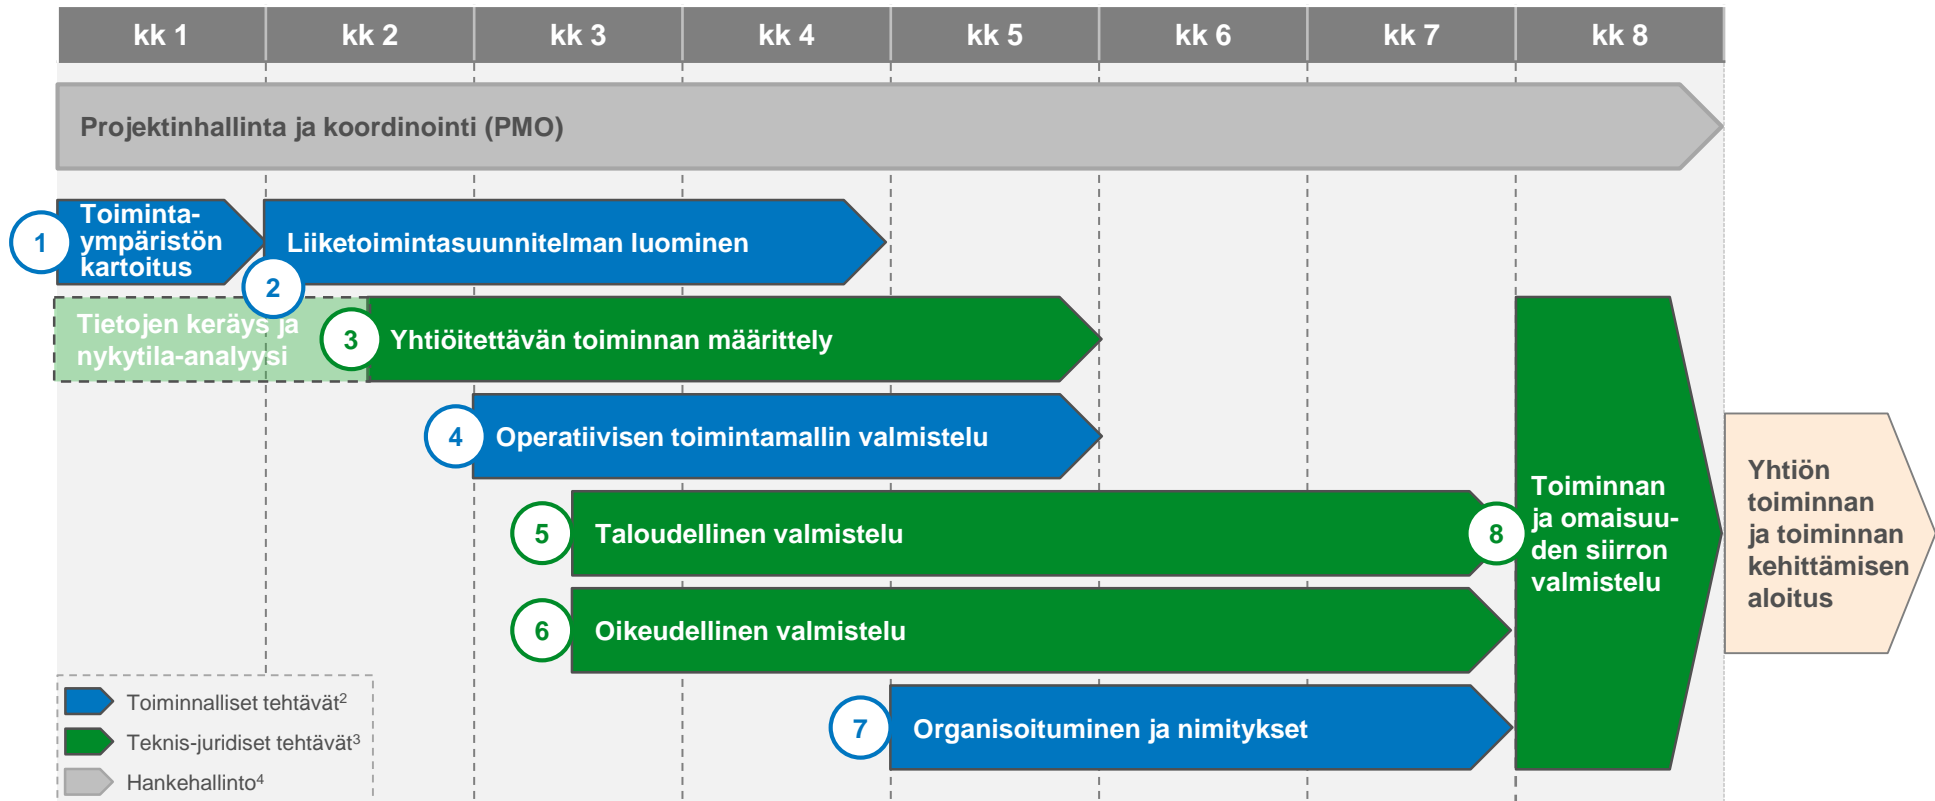 kk 1 kk 2 kk 3 kk 4 kk 5 kk 6 kk 7 kk 8
Projektinhallinta ja koordinointi (PMO)
1
Toiminta-
ympäristön
kartoitus
2
Liiketoimintasuunnitelman luominen
Tietojen keräys ja
nykytila-analyysi
3
Yhtiöitettävän toiminnan määrittely
4
Operatiivisen toimintamallin valmistelu
5
Taloudellinen valmistelu
6
Oikeudellinen valmistelu
7
Organisoituminen ja nimitykset
8
Toiminnan
ja omaisuu-
den siirron
valmistelu
Yhtiön
toiminnan
ja toiminnan
kehittämisen
aloitus
Toiminnalliset tehtävät²
Teknis-juridiset tehtävät³
Hankehallinto⁴